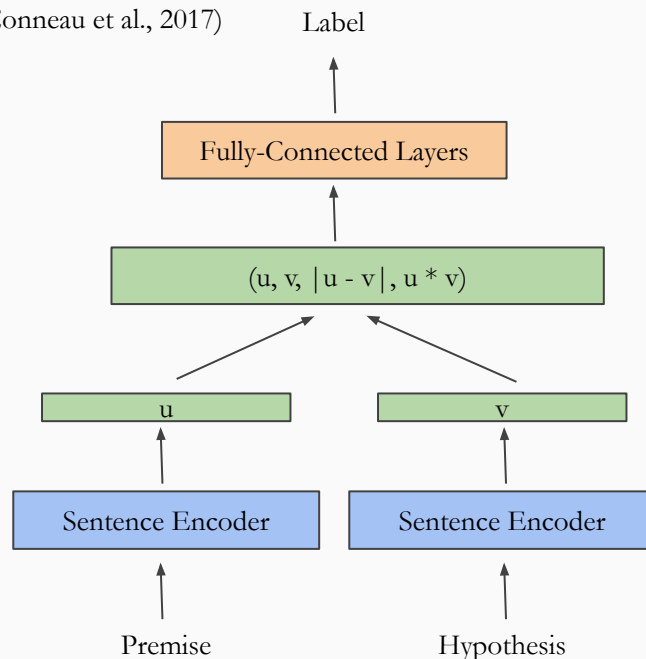 Conneau et al., 2017)
Label
Fully-Connected Layers
(u, v, |u - v|, u * v)
u
v
Sentence Encoder
Sentence Encoder
Premise
Hypothesis